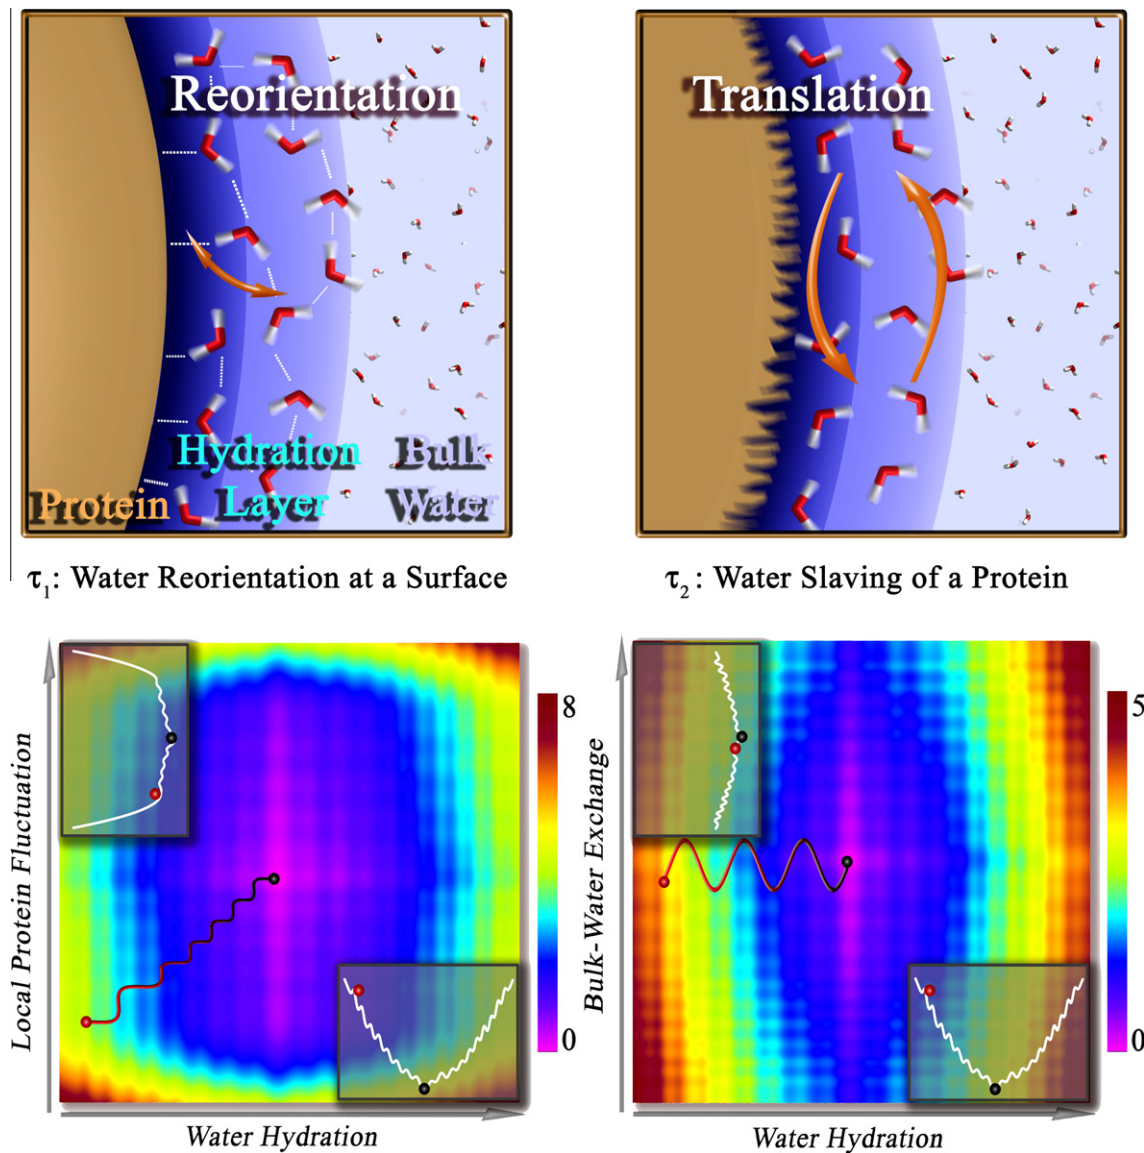 Reorientation
Translation
Hydration
Layer
Bulk
Water
Protein
τ₁: Water Reorientation at a Surface
τ₂: Water Slaving of a Protein
Local Protein Fluctuation
8
0
Water Hydration
Bulk-Water Exchange
5
0
Water Hydration